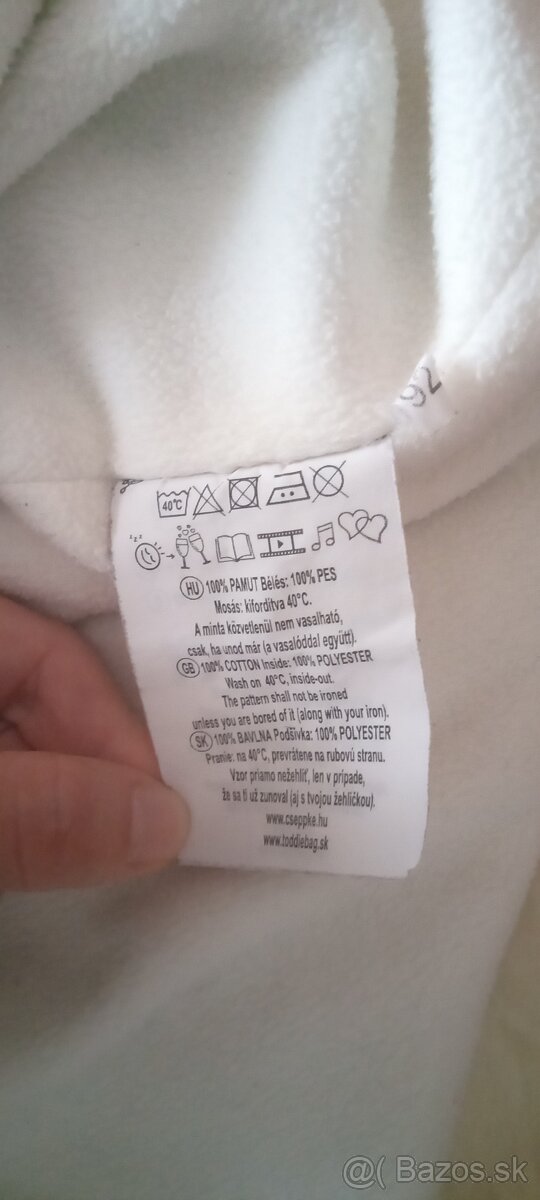 92
40°C
zzz
HU 100% PAMUT Bélés: 100% PES
Mosás: kifordítva 40°C.
A minta közvetlenül nem vasalható,
csak, ha unod már (a vasalóddal együtt).
GB 100% COTTON Inside: 100% POLYESTER
Wash on 40°C, inside-out.
The pattern shall not be ironed
unless you are bored of it (along with your iron).
SK 100% BAVLNA Podšívka: 100% POLYESTER
Pranie: na 40°C, prevrátene na rubovú stranu.
Vzor priamo nežehliť, len v prípade,
že sa ti už zunoval (aj s tvojou žehličkou).
www.cseppke.hu
www.toddiebag.sk
@( Bazos.sk